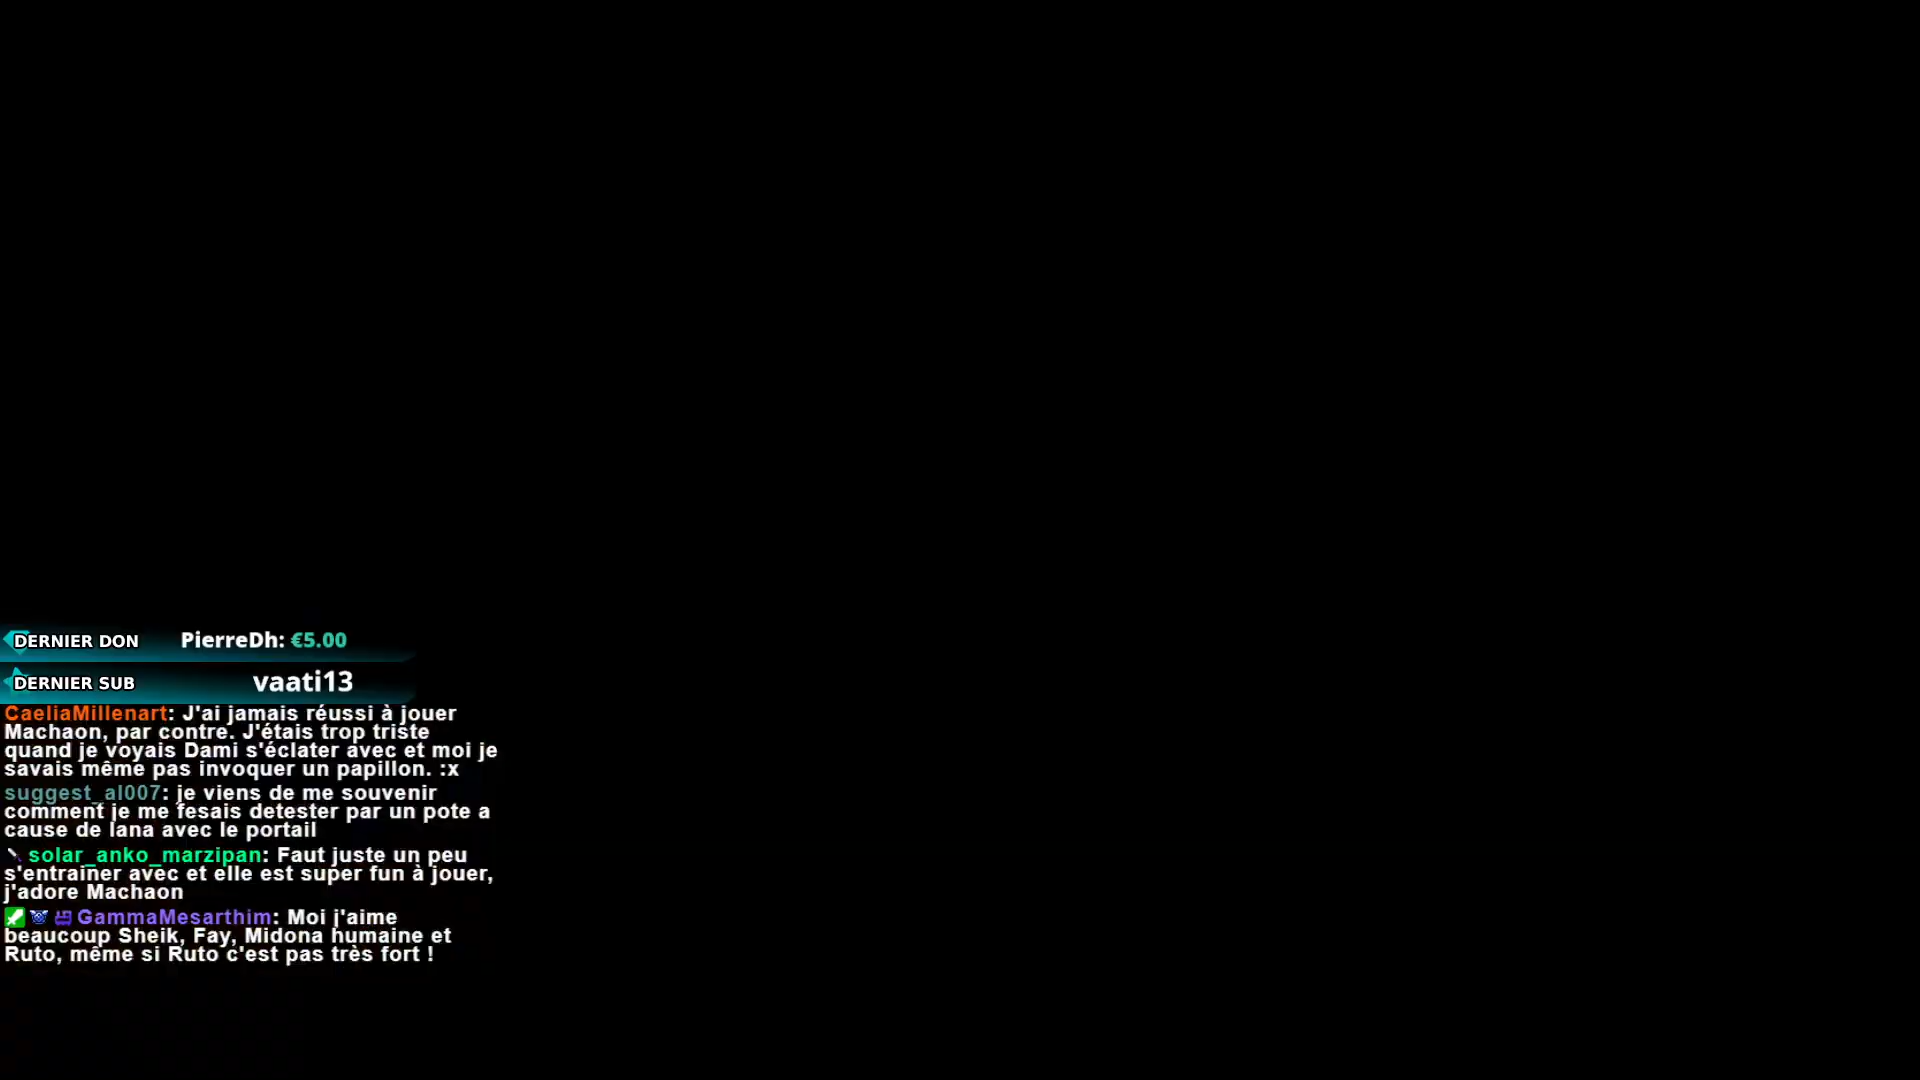 DERNIER DON PierreDh: €5.00
DERNIER SUB vaati13
CaeliaMillenart: J'ai jamais réussi à jouer
Machaon, par contre. J'étais trop triste
quand je voyais Dami s'éclater avec et moi je
savais même pas invoquer un papillon. :x
suggest_al007: je viens de me souvenir
comment je me fesais detester par un pote a
cause de lana avec le portail
solar_anko_marzipan: Faut juste un peu
s'entrainer avec et elle est super fun à jouer,
j'adore Machaon
GammaMesarthim: Moi j'aime
beaucoup Sheik, Fay, Midona humaine et
Ruto, même si Ruto c'est pas très fort !